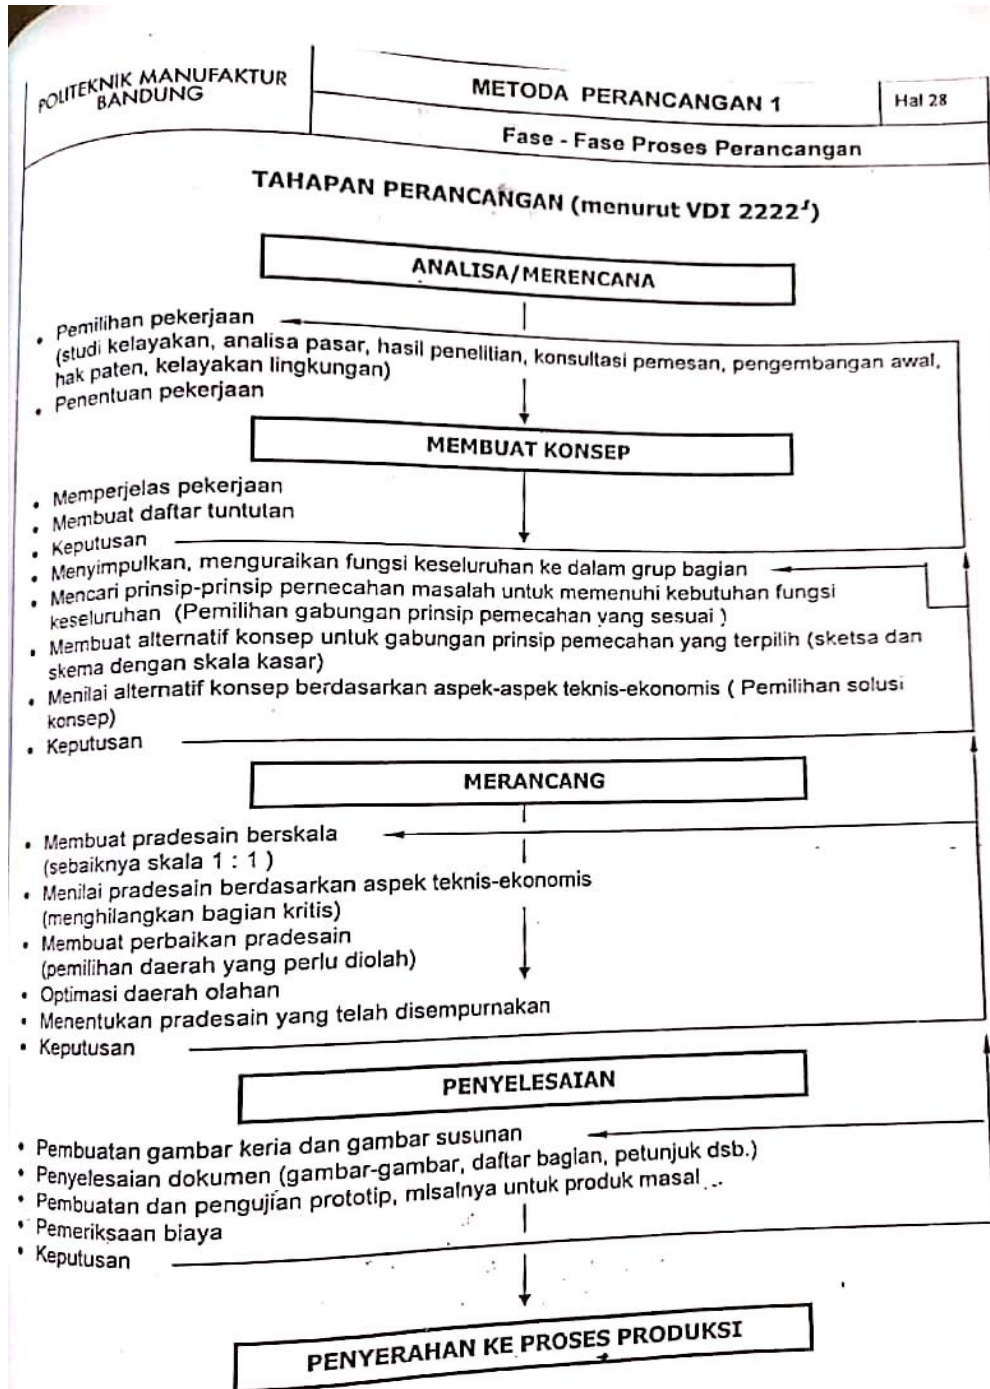 POLITEKNIK MANUFAKTUR
BANDUNG
METODA PERANCANGAN 1
Hal 28
Fase - Fase Proses Perancangan
TAHAPAN PERANCANGAN (menurut VDI 2222¹)
ANALISA/MERENCANA
• Pemilihan pekerjaan
(studi kelayakan, analisa pasar, hasil penelilian, konsultasi pemesan, pengembangan awal,
hak paten, kelayakan lingkungan)
• Penentuan pekerjaan
MEMBUAT KONSEP
• Memperjelas pekerjaan
• Membuat daftar tuntutan
• Keputusan
• Menyimpulkan, menguraikan fungsi keseluruhan ke dalam grup bagian
• Mencari prinsip-prinsip pernecahan masalah untuk memenuhi kebutuhan fungsi
keseluruhan (Pemilihan gabungan prinsip pemecahan yang sesuai )
• Membuat alternatif konsep untuk gabungan prinsip pemecahan yang terpilih (sketsa dan
skema dengan skala kasar)
• Menilai alternatif konsep berdasarkan aspek-aspek teknis-ekonomis ( Pemilihan solusi
konsep)
• Keputusan
MERANCANG
• Membuat pradesain berskala
(sebaiknya skala 1 : 1 )
• Menilai pradesain berdasarkan aspek teknis-ekonomis
(menghilangkan bagian kritis)
• Membuat perbaikan pradesain
(pemilihan daerah yang perlu diolah)
• Optimasi daerah olahan
• Menentukan pradesain yang telah disempurnakan
• Keputusan
PENYELESAIAN
• Pembuatan gambar kerja dan gambar susunan
• Penyelesaian dokumen (gambar-gambar, daftar bagian, petunjuk dsb.)
• Pembuatan dan pengujian prototip, misalnya untuk produk masal...
• Pemeriksaan biaya
• Keputusan
PENYERAHAN KE PROSES PRODUKSI